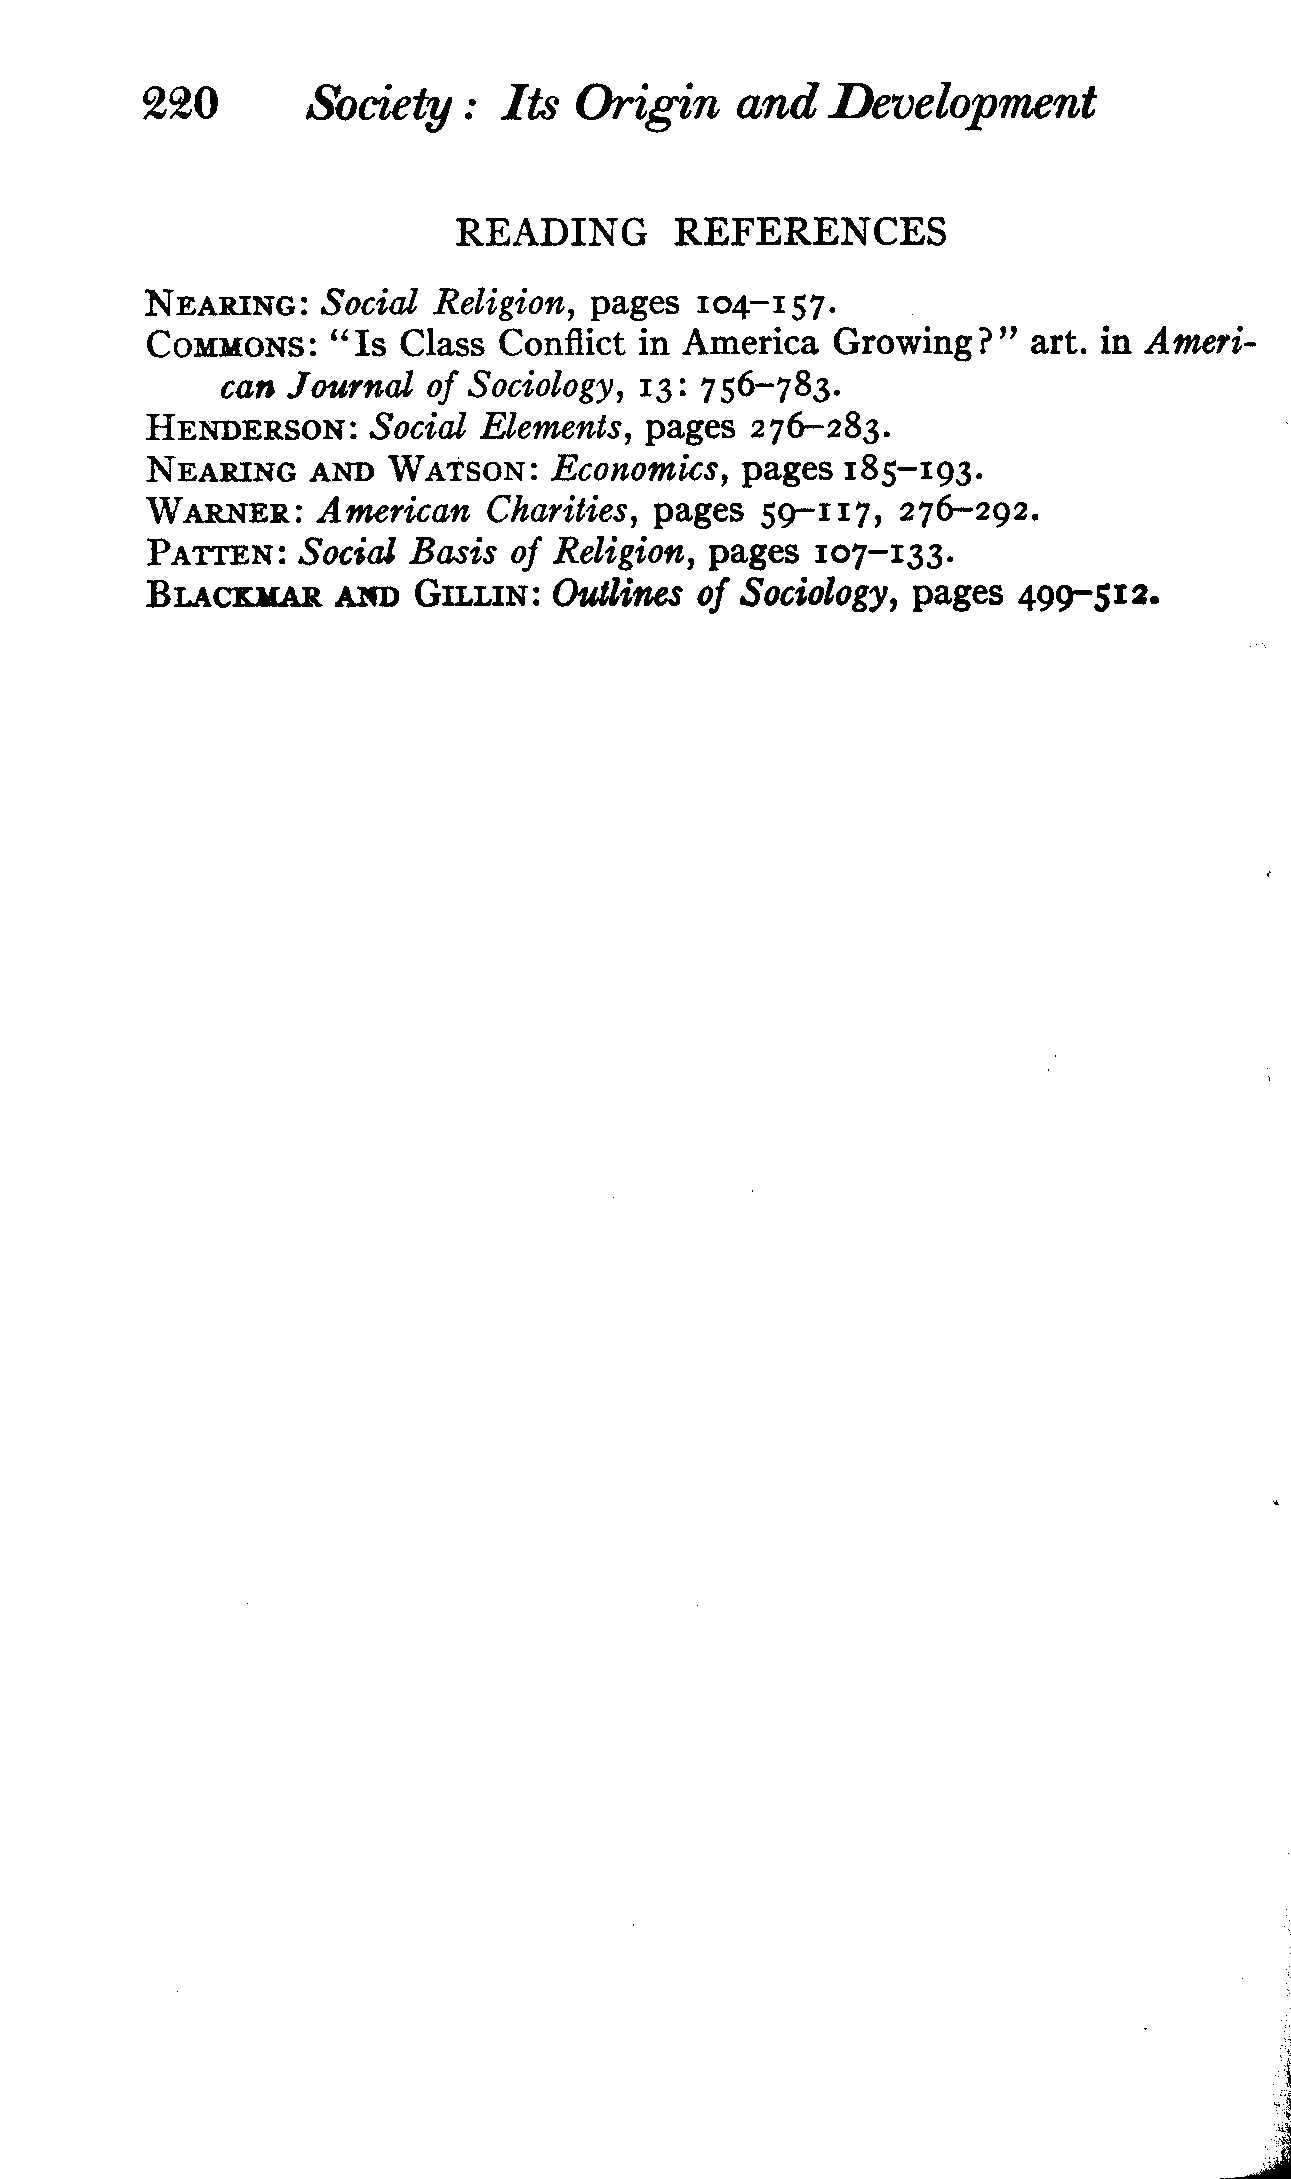 220 Society : Its Origin and Development
READING REFERENCES
NEARING: Social Religion, pages 104–157.
COMMONS: “Is Class Conflict in America Growing?” art. in Ameri-
can Journal of Sociology, 13: 756–783.
HENDERSON: Social Elements, pages 276–283.
NEARING AND WATSON: Economics, pages 185–193.
WARNER: American Charities, pages 59–117, 276–292.
PATTEN: Social Basis of Religion, pages 107–133.
BLACKMAR AND GILLIN: Outlines of Sociology, pages 499–512.